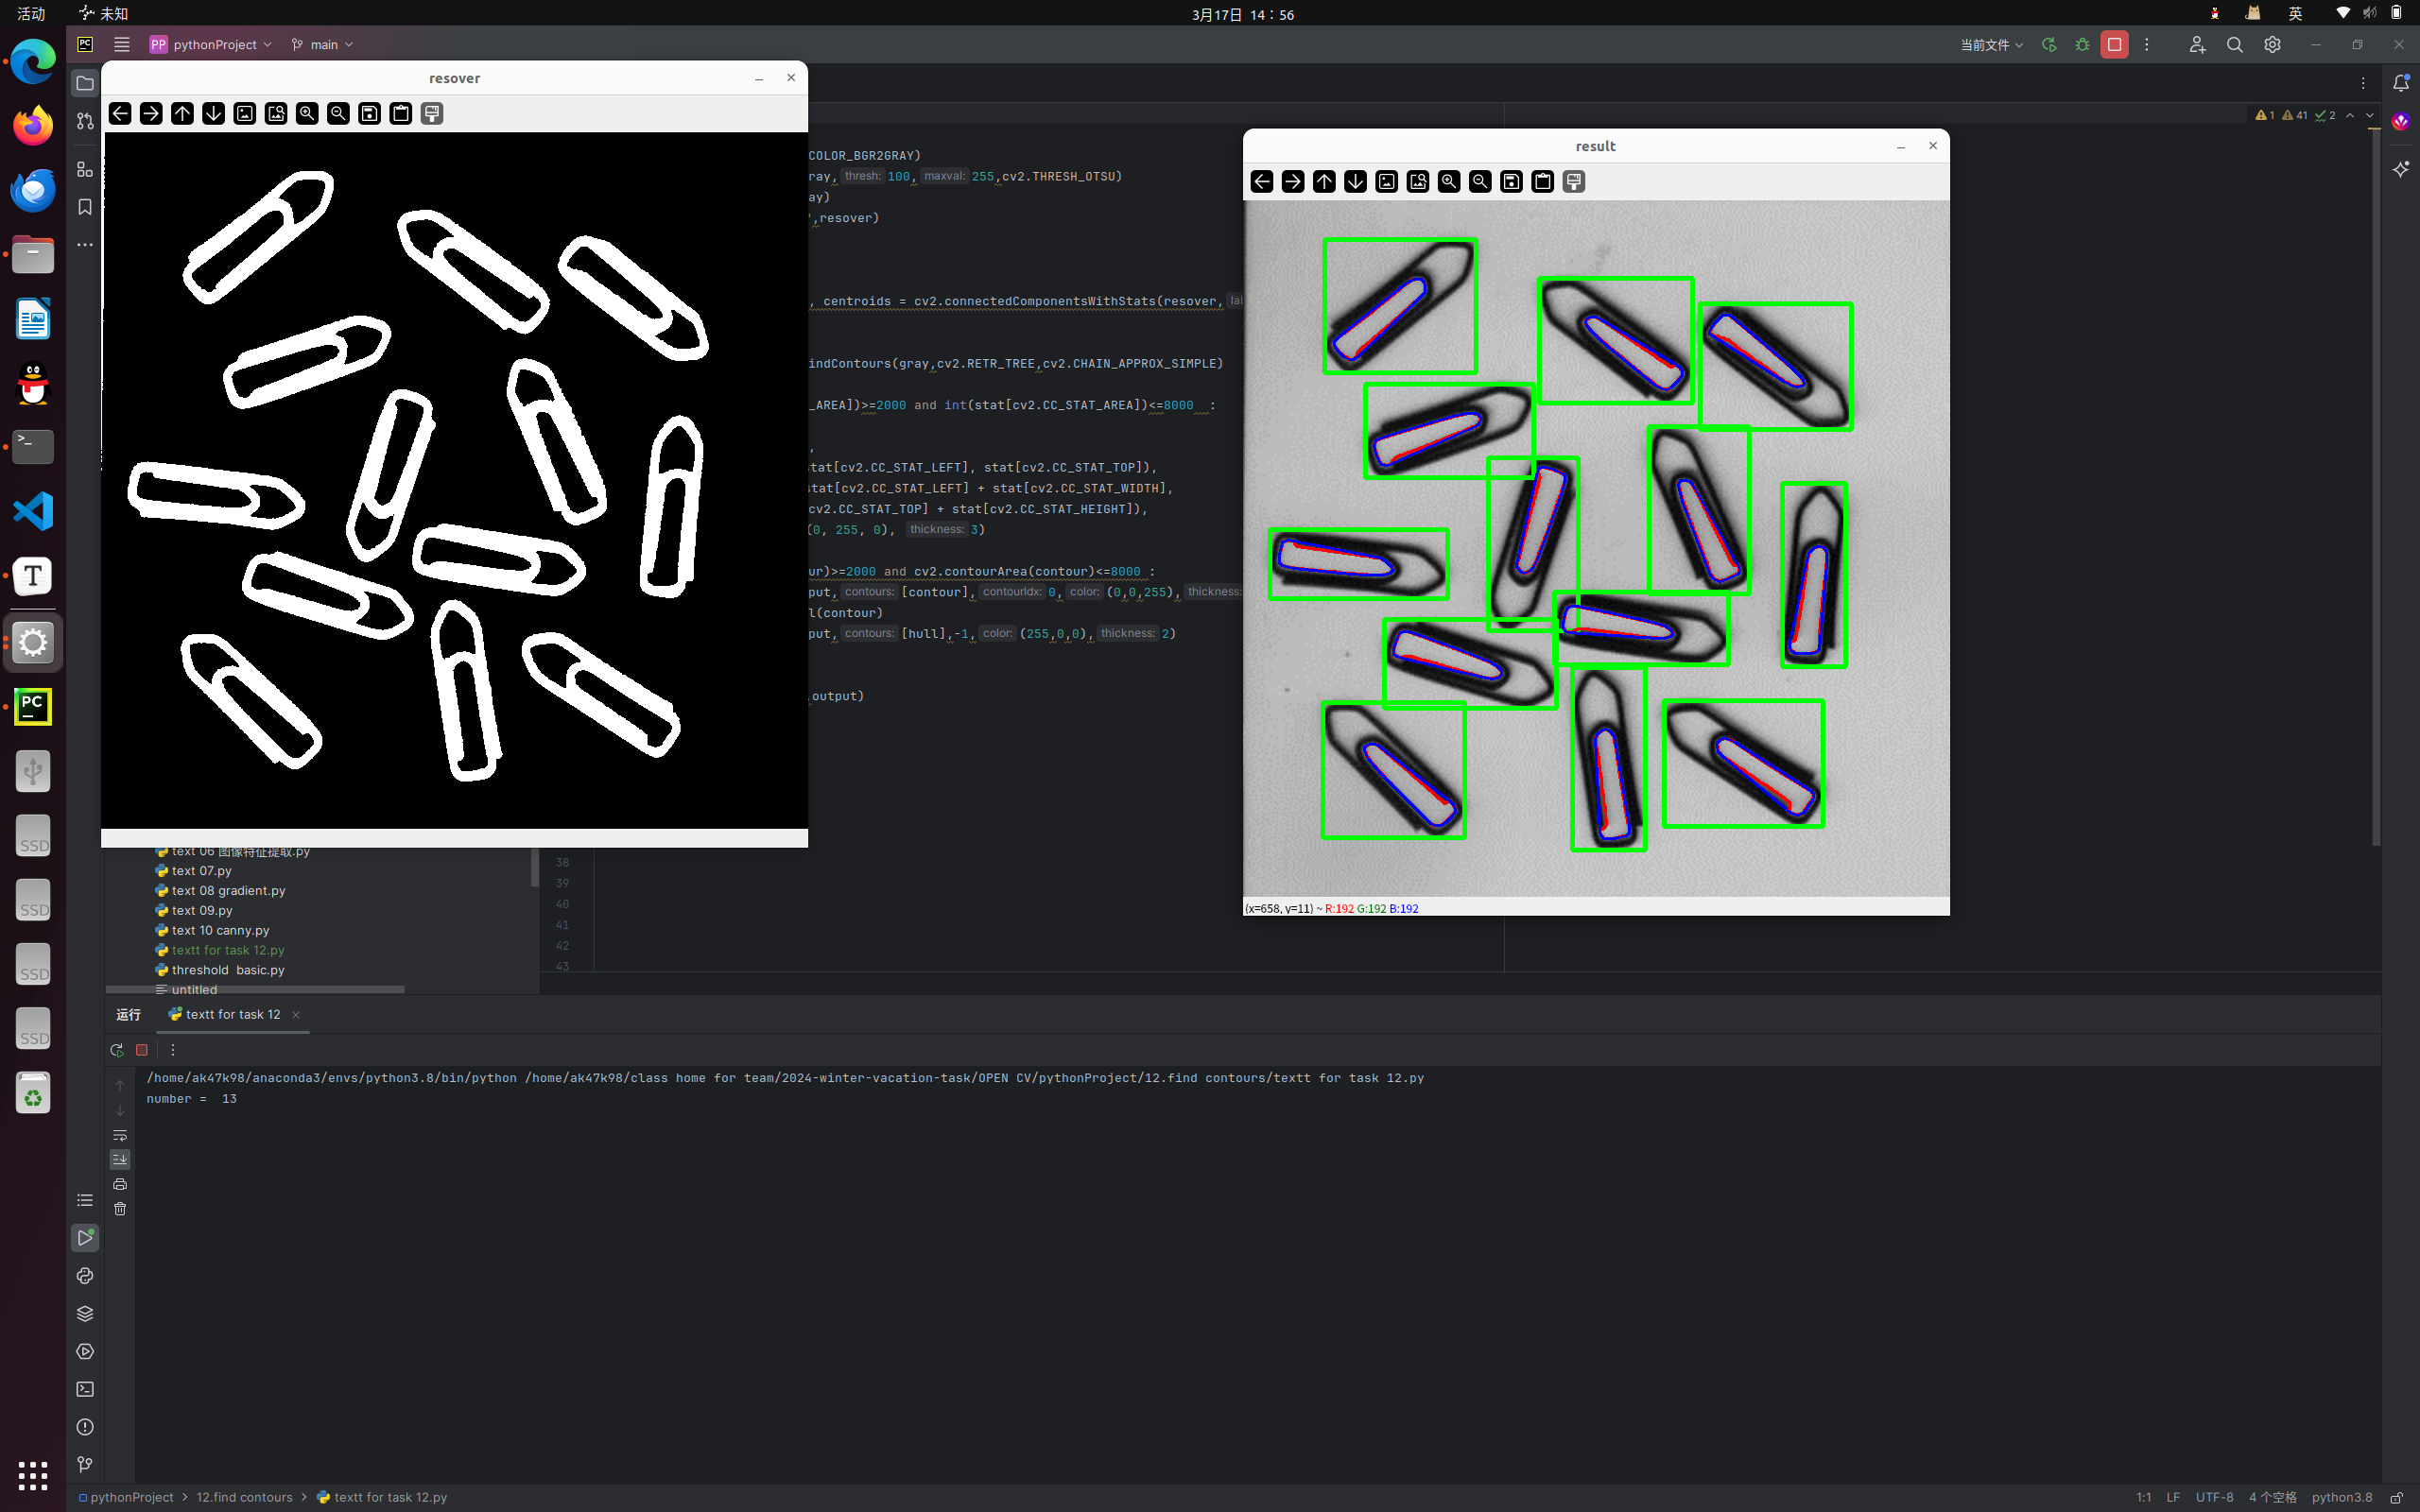 活动
未知
3月17日 14：56
英
PC
PP pythonProject
main
当前文件
resover
result
1 41 2
COLOR_BGR2GRAY)
ray, thresh: 100, maxval: 255,cv2.THRESH_OTSU)
ay)
',resover)
, centroids = cv2.connectedComponentsWithStats(resover,
indContours(gray,cv2.RETR_TREE,cv2.CHAIN_APPROX_SIMPLE)
_AREA])>=2000 and int(stat[cv2.CC_STAT_AREA])<=8000 :
,
stat[cv2.CC_STAT_LEFT], stat[cv2.CC_STAT_TOP]),
stat[cv2.CC_STAT_LEFT] + stat[cv2.CC_STAT_WIDTH],
[cv2.CC_STAT_TOP] + stat[cv2.CC_STAT_HEIGHT]),
(0, 255, 0), thickness: 3)
ur)>=2000 and cv2.contourArea(contour)<=8000 :
put, contours: [contour], contourIdx: 0, color: (0,0,255), thickness:
l(contour)
put, contours: [hull],-1, color: (255,0,0), thickness: 2)
,output)
(x=658, y=11) ~ R:192 G:192 B:192
text 06 图像特征提取.py
text 07.py
text 08 gradient.py
text 09.py
text 10 canny.py
textt for task 12.py
threshold basic.py
untitled
38
39
40
41
42
43
SSD
SSD
SSD
SSD
运行
textt for task 12
/home/ak47k98/anaconda3/envs/python3.8/bin/python /home/ak47k98/class home for team/2024-winter-vacation-task/OPEN CV/pythonProject/12.find contours/textt for task 12.py
number =  13
pythonProject > 12.find contours > textt for task 12.py
1:1 LF UTF-8 4 个空格 python3.8